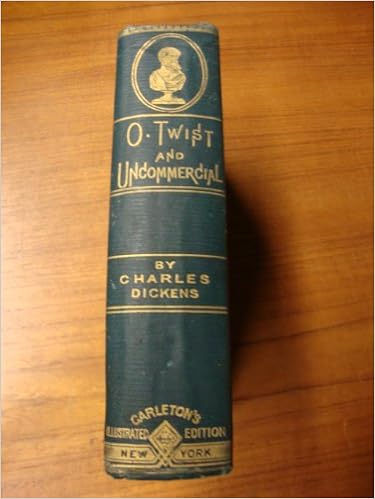 O. TWIST
AND
UNCOMMERCIAL
BY
CHARLES
DICKENS
CARLETON'S
ILLUSTRATED EDITION
NEW YORK